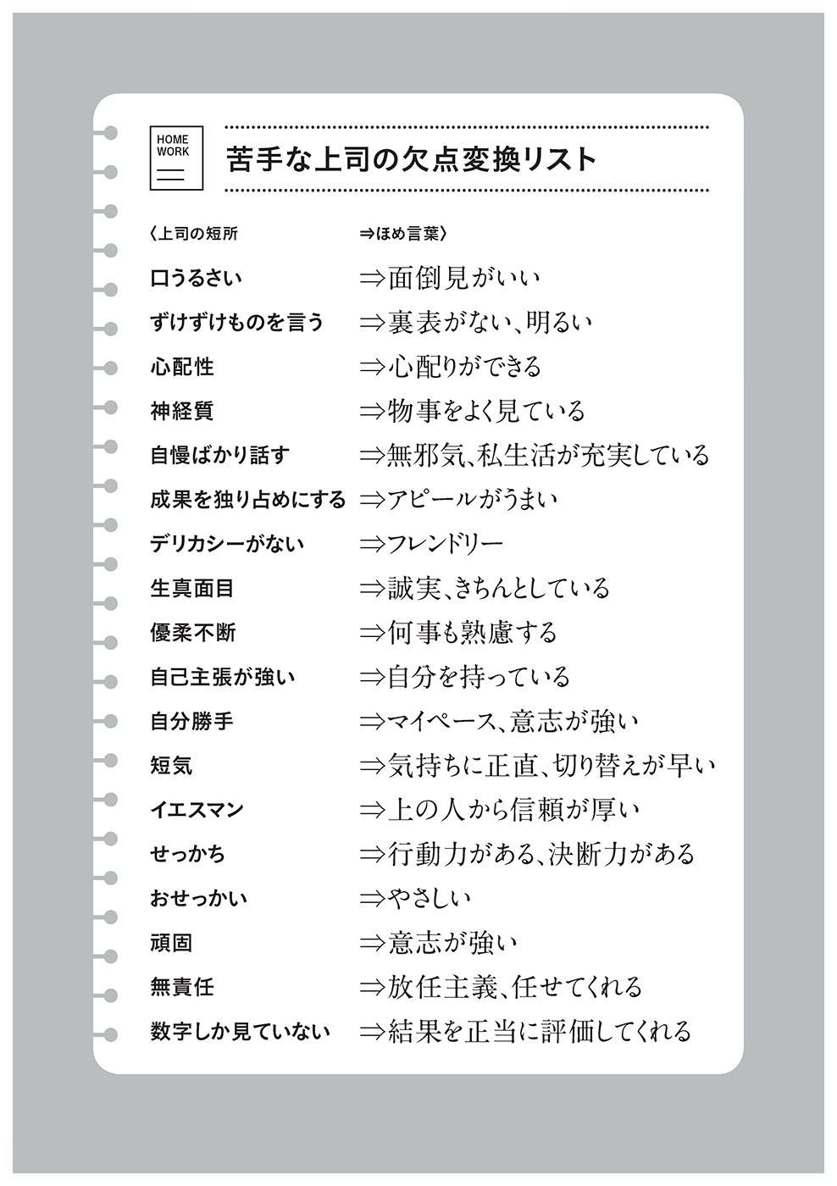 HOME
WORK
苦手な上司の欠点変換リスト
〈上司の短所 ⇒ほめ言葉〉
口うるさい ⇒面倒見がいい
ずけずけものを言う ⇒裏表がない、明るい
心配性 ⇒心配りができる
神経質 ⇒物事をよく見ている
自慢ばかり話す ⇒無邪気、私生活が充実している
成果を独り占めにする ⇒アピールがうまい
デリカシーがない ⇒フレンドリー
生真面目 ⇒誠実、きちんとしている
優柔不断 ⇒何事も熟慮する
自己主張が強い ⇒自分を持っている
自分勝手 ⇒マイペース、意志が強い
短気 ⇒気持ちに正直、切り替えが早い
イエスマン ⇒上の人から信頼が厚い
せっかち ⇒行動力がある、決断力がある
おせっかい ⇒やさしい
頑固 ⇒意志が強い
無責任 ⇒放任主義、任せてくれる
数字しか見ていない ⇒結果を正当に評価してくれる